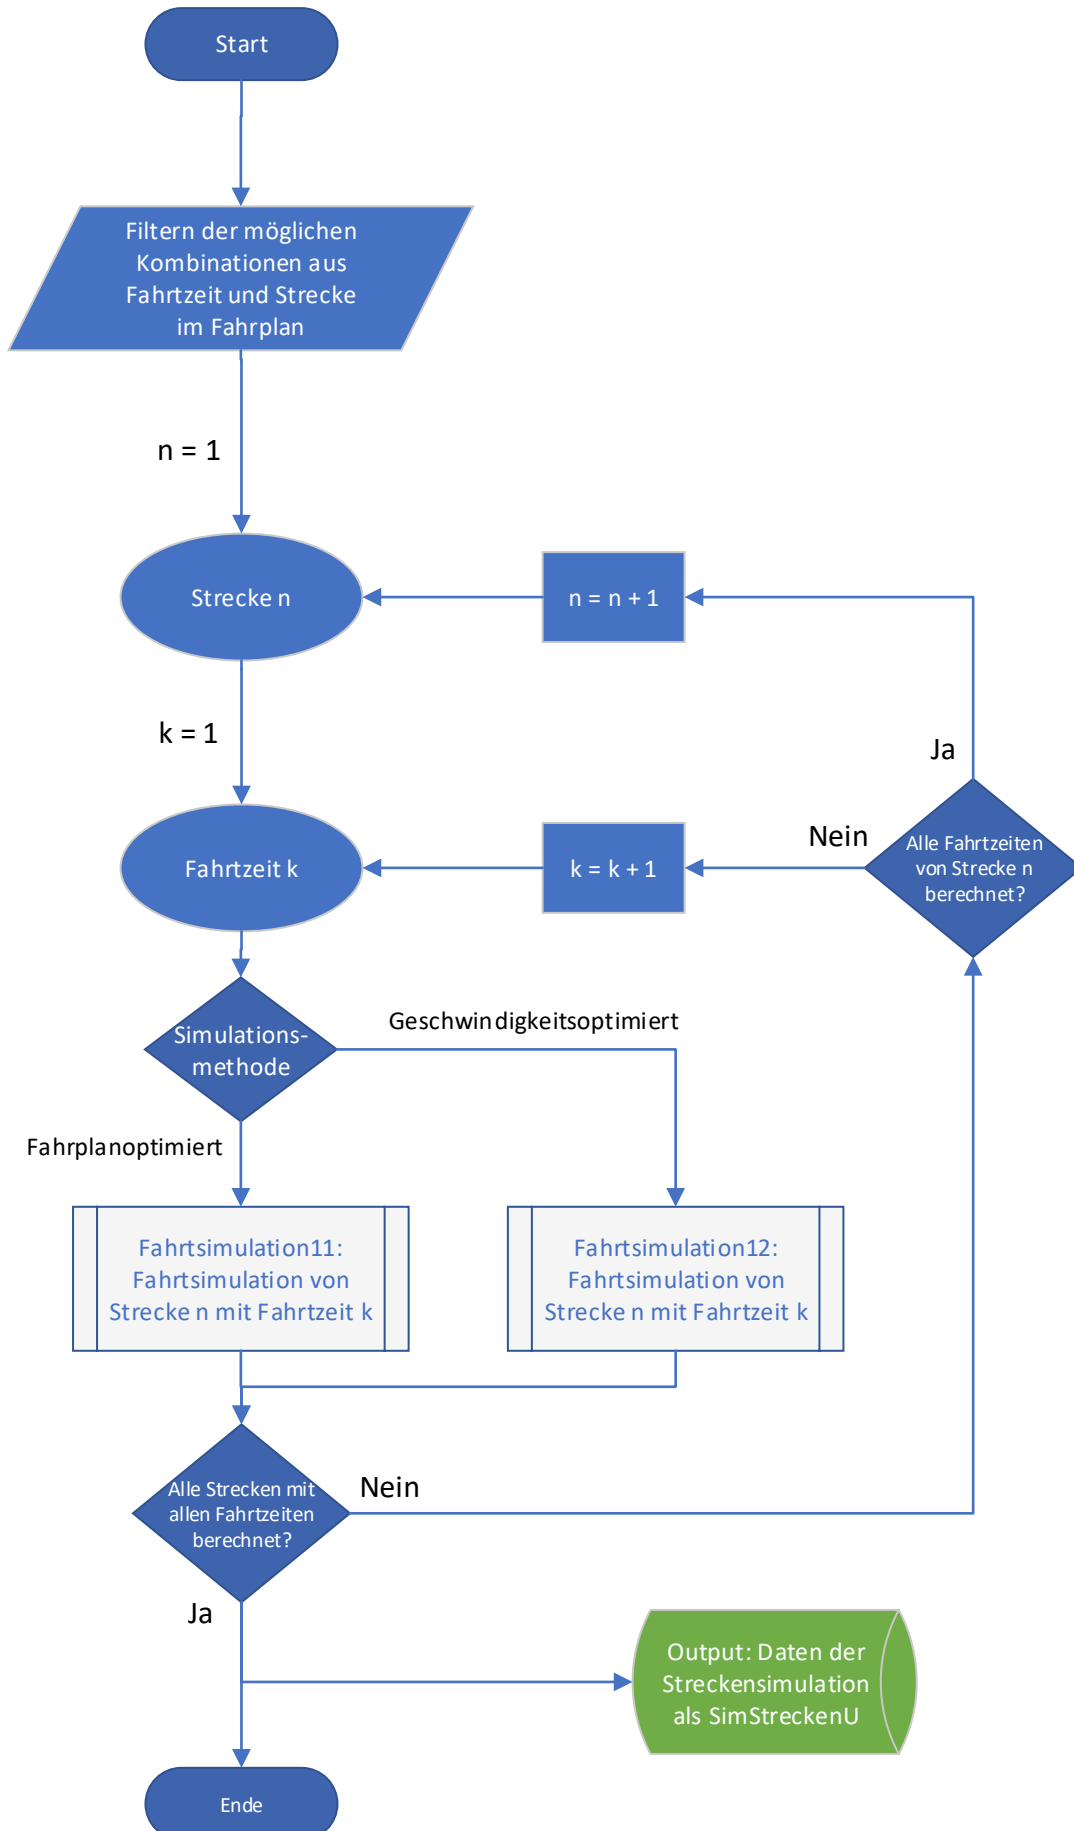 Start
Filtern der möglichen
Kombinationen aus
Fahrtzeit und Strecke
im Fahrplan
n = 1
Strecke n
n = n + 1
k = 1
Ja
Nein
Fahrtzeit k
k = k + 1
Alle Fahrtzeiten
von Strecke n
berechnet?
Simulations-
methode
Geschwindigkeitsoptimiert
Fahrplanoptimiert
Fahrtsimulation11:
Fahrtsimulation von
Strecke n mit Fahrtzeit k
Fahrtsimulation12:
Fahrtsimulation von
Strecke n mit Fahrtzeit k
Alle Strecken mit
allen Fahrtzeiten
berechnet?
Nein
Ja
Output: Daten der
Streckensimulation
als SimStreckenU
Ende